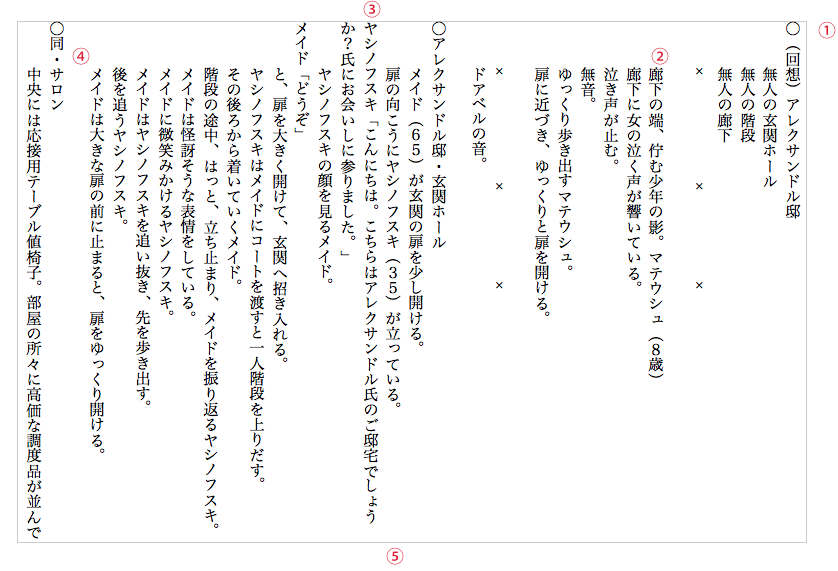 ①
〇（回想）アレクサンドル邸
無人の玄関ホール
無人の階段
無人の廊下
×　　　×　　　×
②
廊下の端、佇む少年の影。マテウシュ（８歳）
廊下に女の泣く声が響いている。
泣き声が止む。
無音。
ゆっくり歩き出すマテウシュ。
扉に近づき、ゆっくりと扉を開ける。
×　　　×　　　×
ドアベルの音。
〇アレクサンドル邸・玄関ホール
メイド（６５）が玄関の扉を少し開ける。
扉の向こうにヤシノフスキ（３５）が立っている。
③
ヤシノフスキ「こんにちは。こちらはアレクサンドル氏のご邸宅でしょう
か？氏にお会いしに参りました。」
ヤシノフスキの顔を見るメイド。
メイド「どうぞ」
と、扉を大きく開けて、玄関へ招き入れる。
ヤシノフスキはメイドにコートを渡すと一人階段を上りだす。
その後ろから着いていくメイド。
階段の途中、はっと、立ち止まり、メイドを振り返るヤシノフスキ。
メイドは怪訝そうな表情をしている。
メイドに微笑みかけるヤシノフスキ。
メイドはヤシノフスキを追い抜き、先を歩き出す。
後を追うヤシノフスキ。
メイドは大きな扉の前に止まると、扉をゆっくり開ける。
④
〇同・サロン
中央には応接用テーブル値椅子。部屋の所々に高価な調度品が並んで
⑤